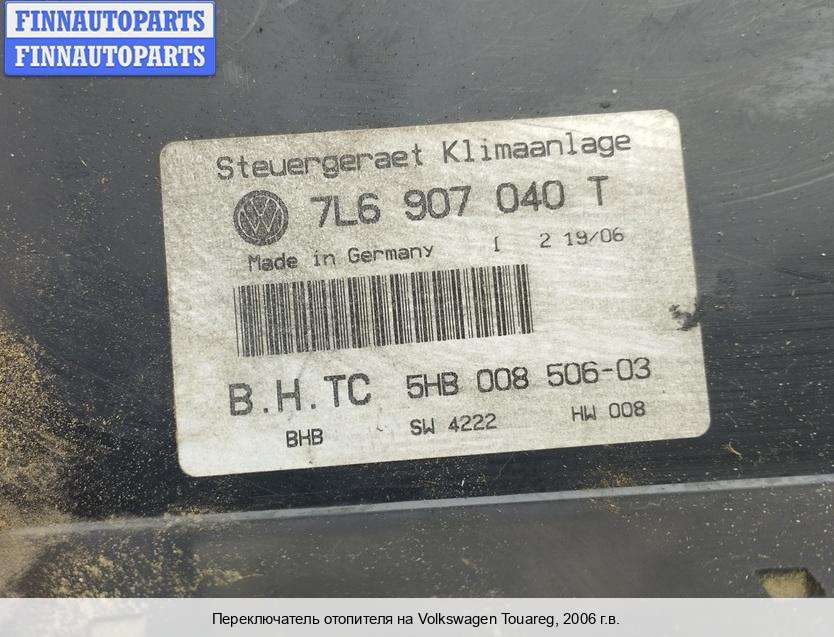 FINNAUTOPARTS
FINNAUTOPARTS
Steuergeraet Klimaanlage
7L6 907 040 T
Made in Germany 1 2 19/06
B.H.TC 5HB 008 506-03
BHB SW 4222 HW 008
Переключатель отопителя на Volkswagen Touareg, 2006 г.в.